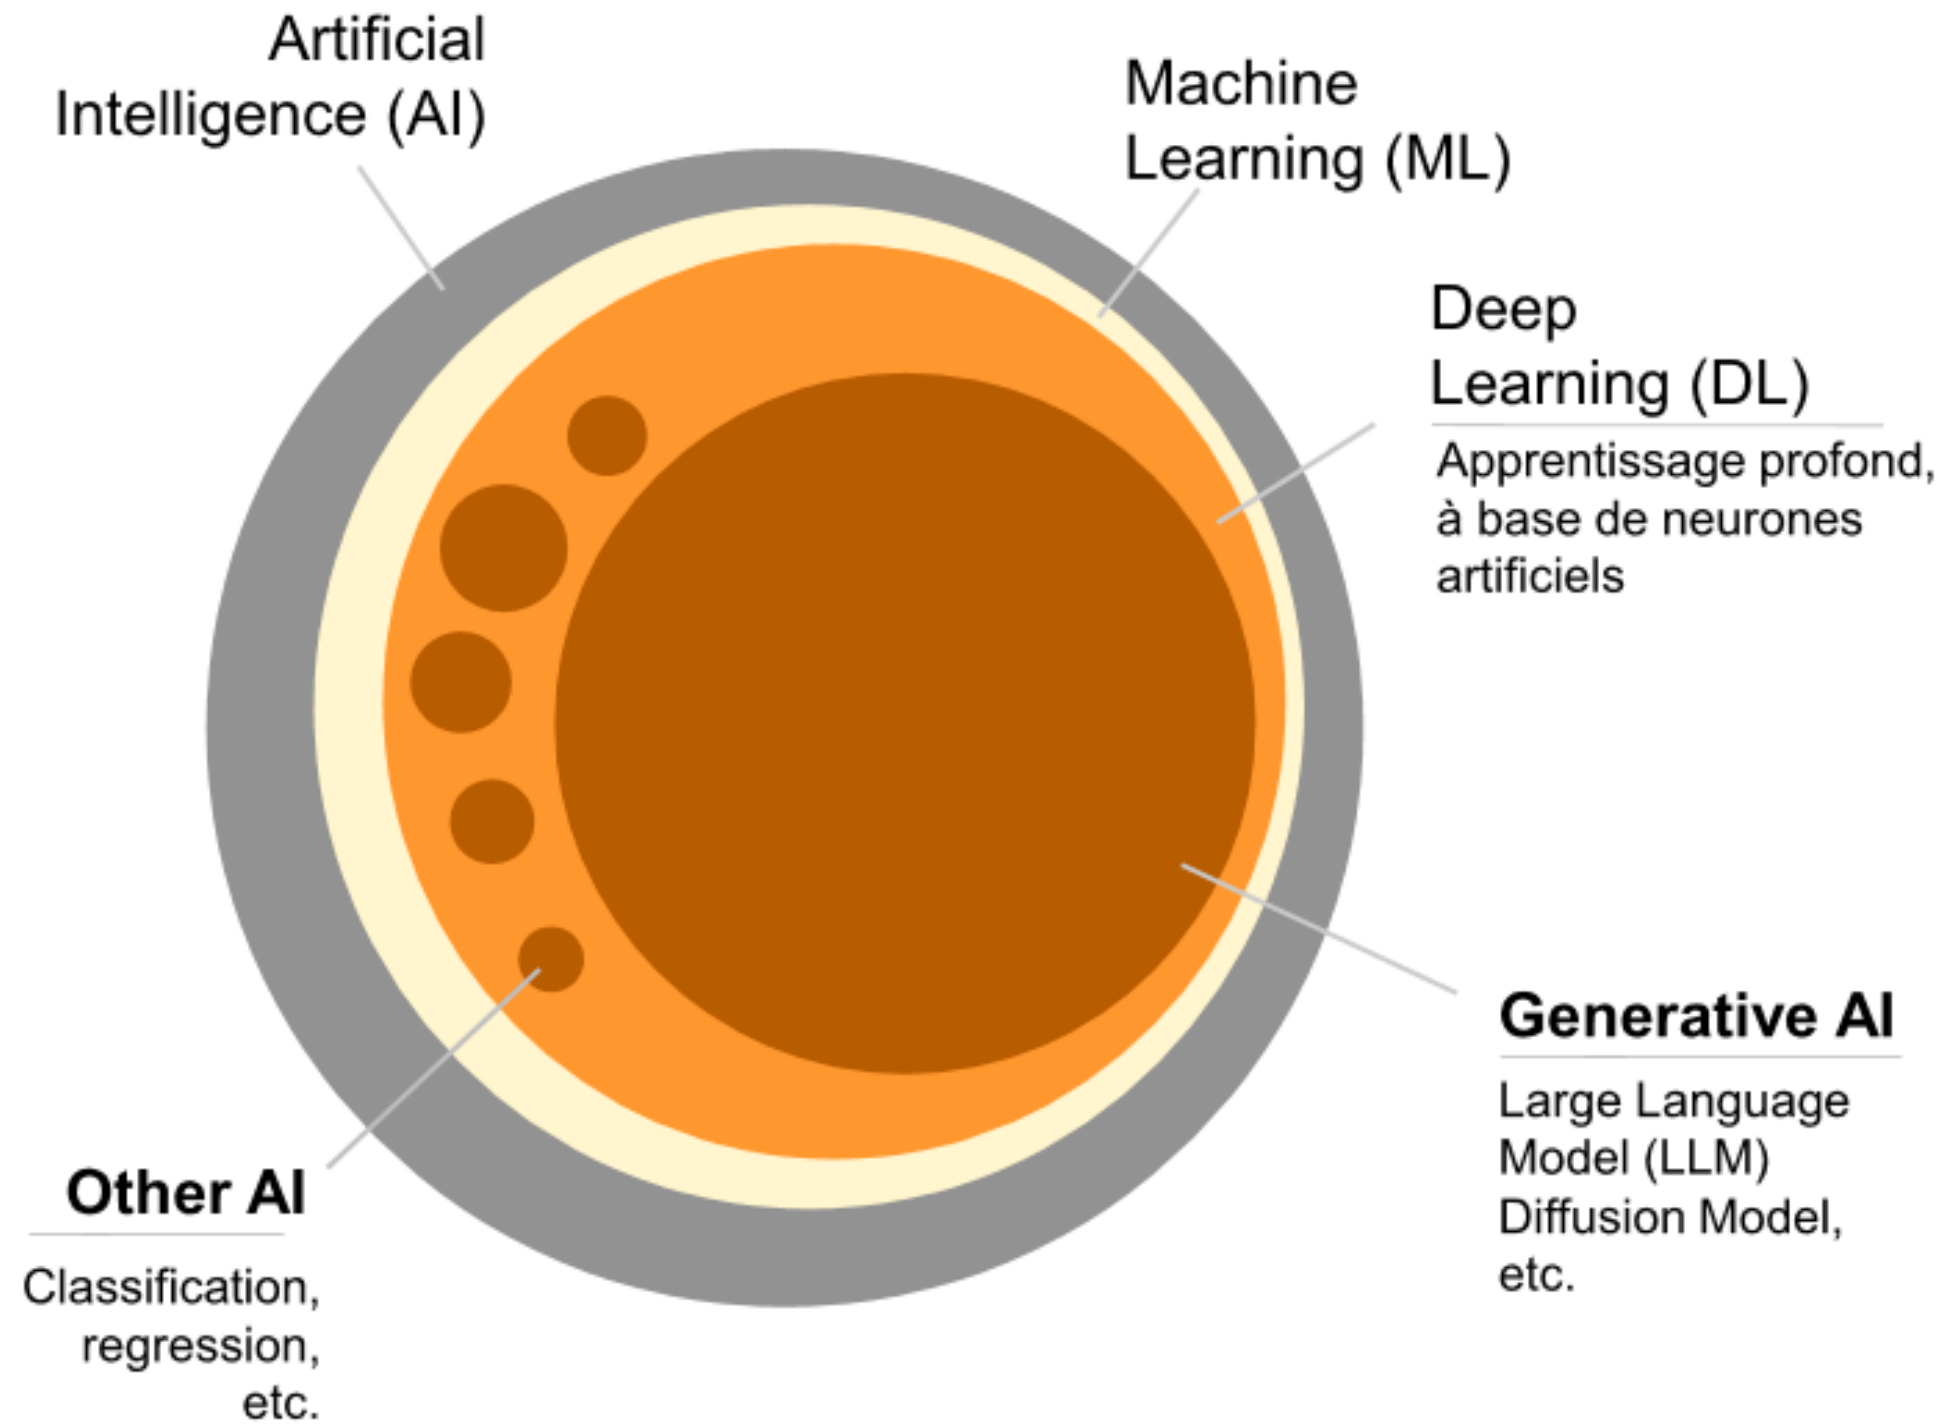 Artificial
Intelligence (AI)
Machine
Learning (ML)
Deep
Learning (DL)
Apprentissage profond,
à base de neurones
artificiels
Generative AI
Large Language
Model (LLM)
Diffusion Model,
etc.
Other AI
Classification,
regression,
etc.